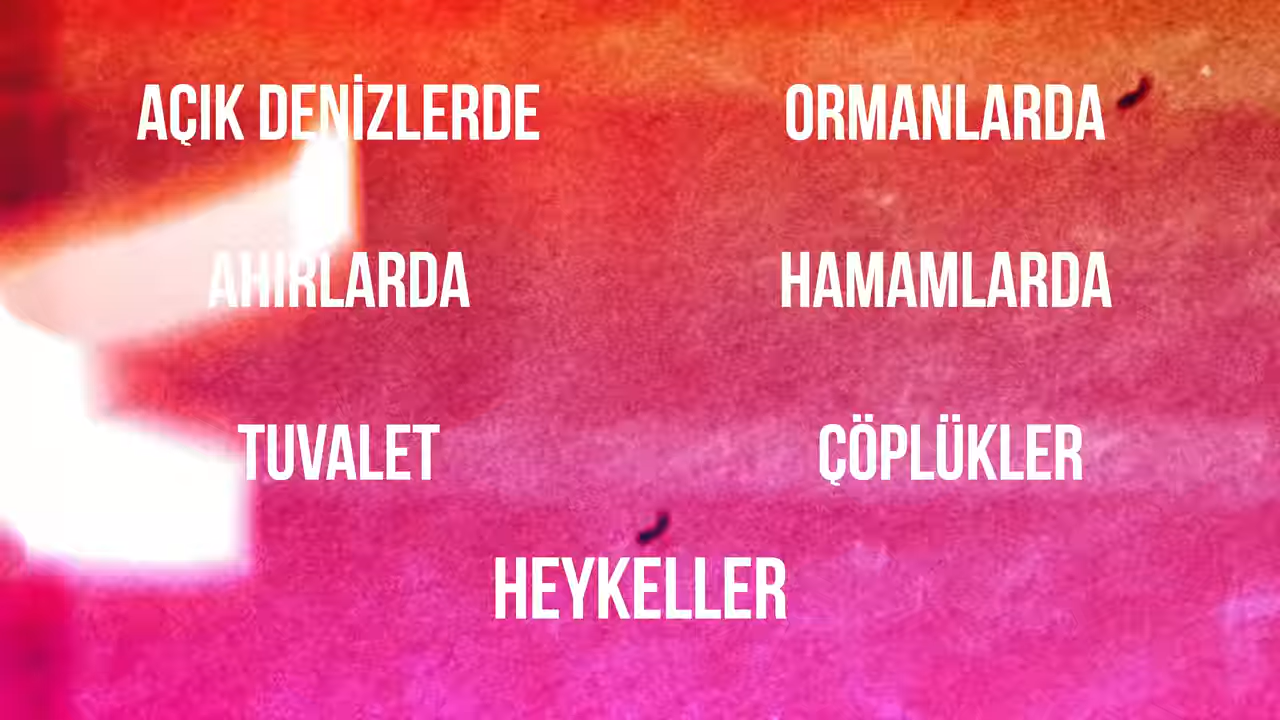 AÇIK DENİZLERDE
ORMANLARDA
AHIRLARDA
HAMAMLARDA
TUVALET
ÇÖPLÜKLER
HEYKELLER